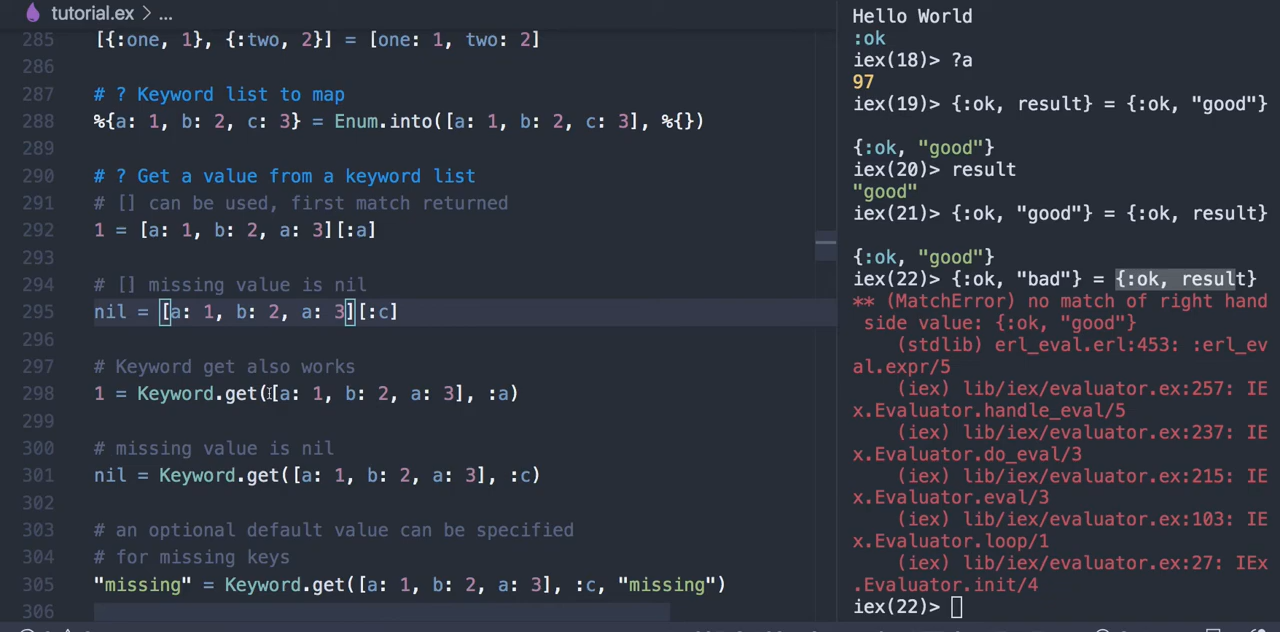 tutorial.ex > ...
285 [{:one, 1}, {:two, 2}] = [one: 1, two: 2]
286
287 # ? Keyword list to map
288 %{a: 1, b: 2, c: 3} = Enum.into([a: 1, b: 2, c: 3], %{})
289
290 # ? Get a value from a keyword list
291 # [] can be used, first match returned
292 1 = [a: 1, b: 2, a: 3][:a]
293
294 # [] missing value is nil
295 nil = [a: 1, b: 2, a: 3][:c]
296
297 # Keyword get also works
298 1 = Keyword.get([a: 1, b: 2, a: 3], :a)
299
300 # missing value is nil
301 nil = Keyword.get([a: 1, b: 2, a: 3], :c)
302
303 # an optional default value can be specified
304 # for missing keys
305 "missing" = Keyword.get([a: 1, b: 2, a: 3], :c, "missing")
306
Hello World
:ok
iex(18)> ?a
97
iex(19)> {:ok, result} = {:ok, "good"}
{:ok, "good"}
iex(20)> result
"good"
iex(21)> {:ok, "good"} = {:ok, result}
{:ok, "good"}
iex(22)> {:ok, "bad"} = {:ok, result}
** (MatchError) no match of right hand
side value: {:ok, "good"}
(stdlib) erl_eval.erl:453: :erl_ev
al.expr/5
(iex) lib/iex/evaluator.ex:257: IE
x.Evaluator.handle_eval/5
(iex) lib/iex/evaluator.ex:237: IE
x.Evaluator.do_eval/3
(iex) lib/iex/evaluator.ex:215: IE
x.Evaluator.eval/3
(iex) lib/iex/evaluator.ex:103: IE
x.Evaluator.loop/1
(iex) lib/iex/evaluator.ex:27: IEx
.Evaluator.init/4
iex(22)>